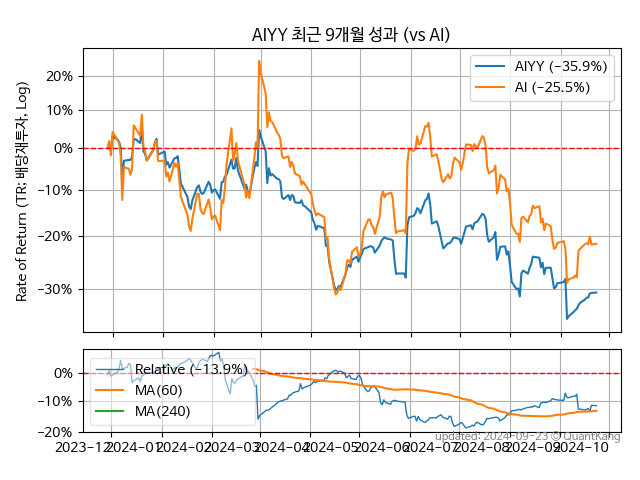 AIYY 최근 9개월 성과 (vs AI)
Rate of Return (TR: 배당재투자, Log)
20%
10%
0%
−10%
−20%
−30%
AIYY (−35.9%)
AI (−25.5%)
0%
−10%
−20%
Relative (−13.9%)
MA(60)
MA(240)
2023-12
2024-01
2024-02
2024-03
2024-04
2024-05
2024-06
2024-07
2024-08
2024-09
2024-10
updated: 2024-09-23 © QuantKang